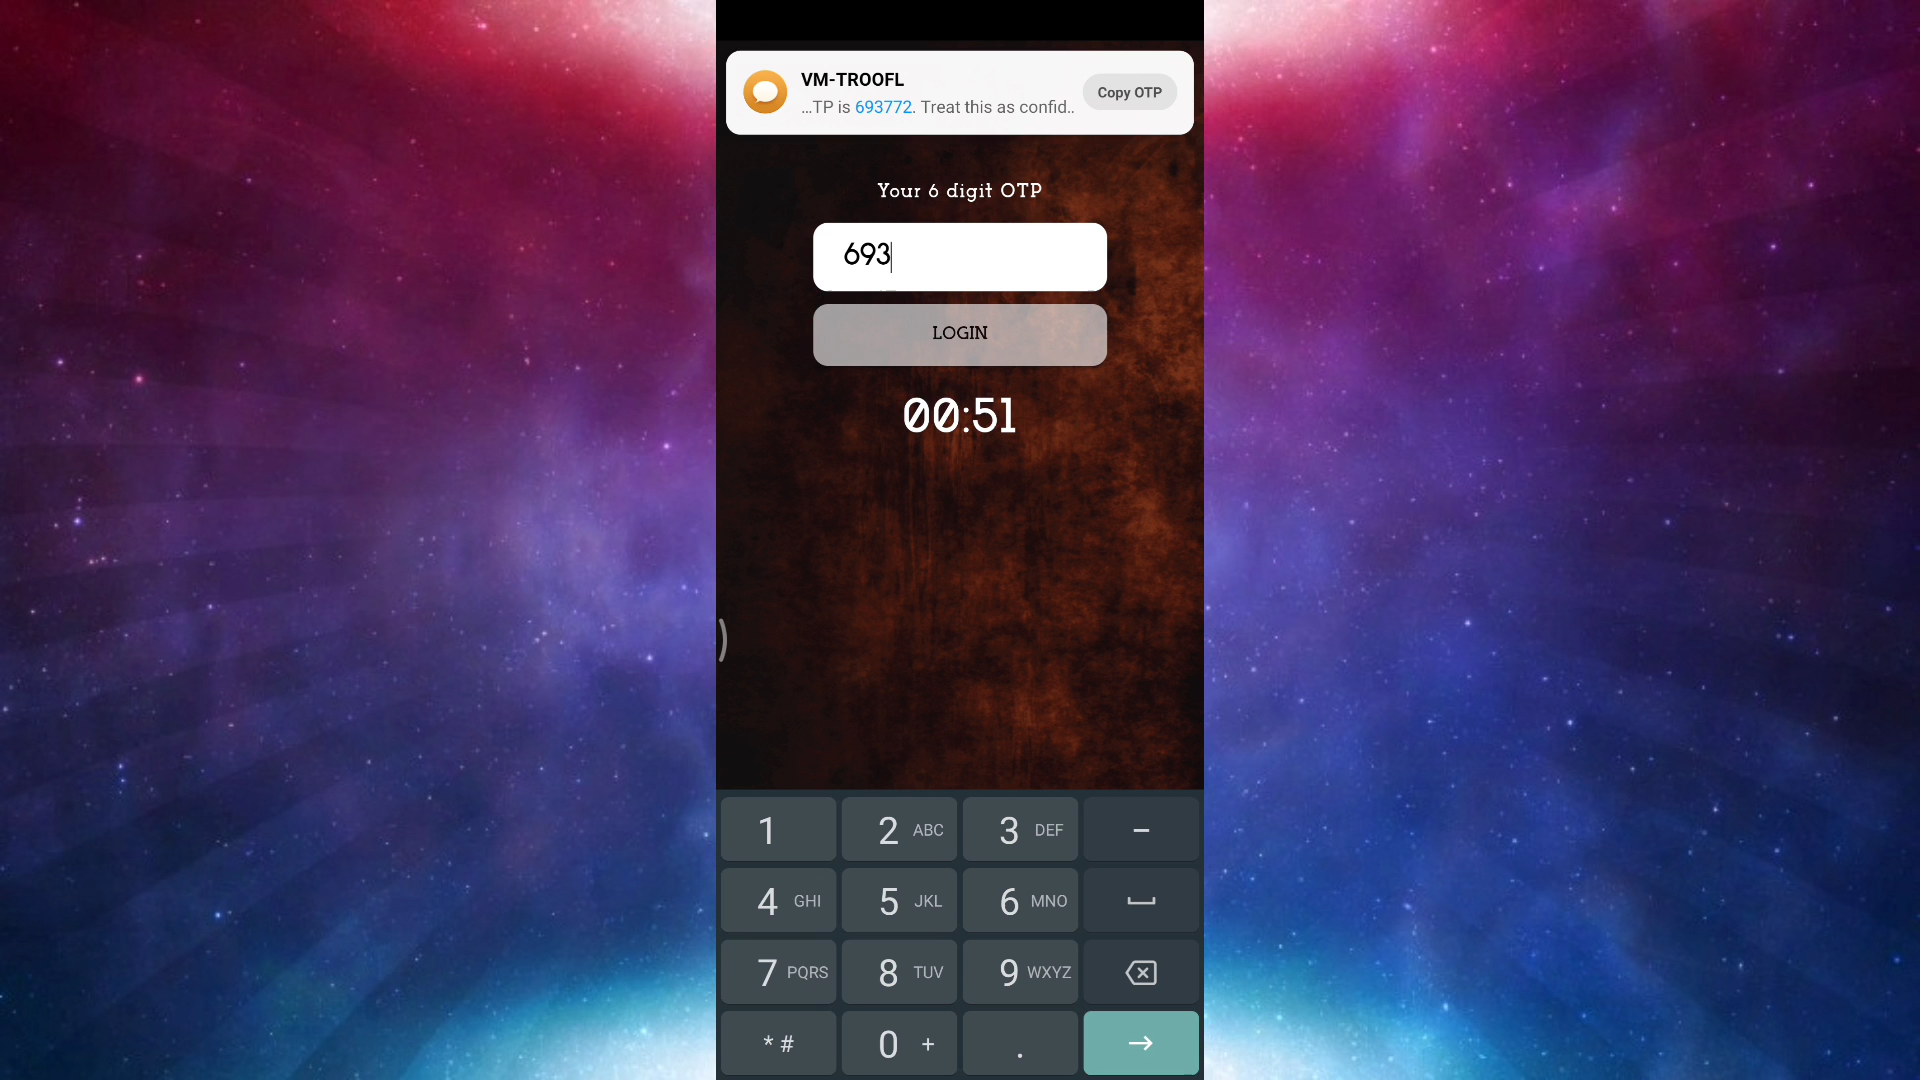 VM-TROOFL
...TP is 693772. Treat this as confid..
Copy OTP
Your 6 digit OTP
693
LOGIN
00:51
1
2 ABC
3 DEF
–
4 GHI
5 JKL
6 MNO
7 PQRS
8 TUV
9 WXYZ
* #
0 +
.